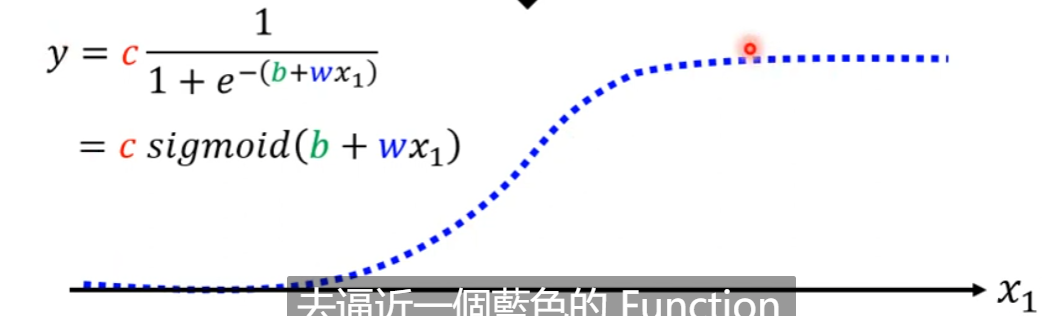 y = c 1 / (1 + e^{-(b+wx₁)})
= c sigmoid(b + wx₁)
去逼近一個藍色的 Function
x₁